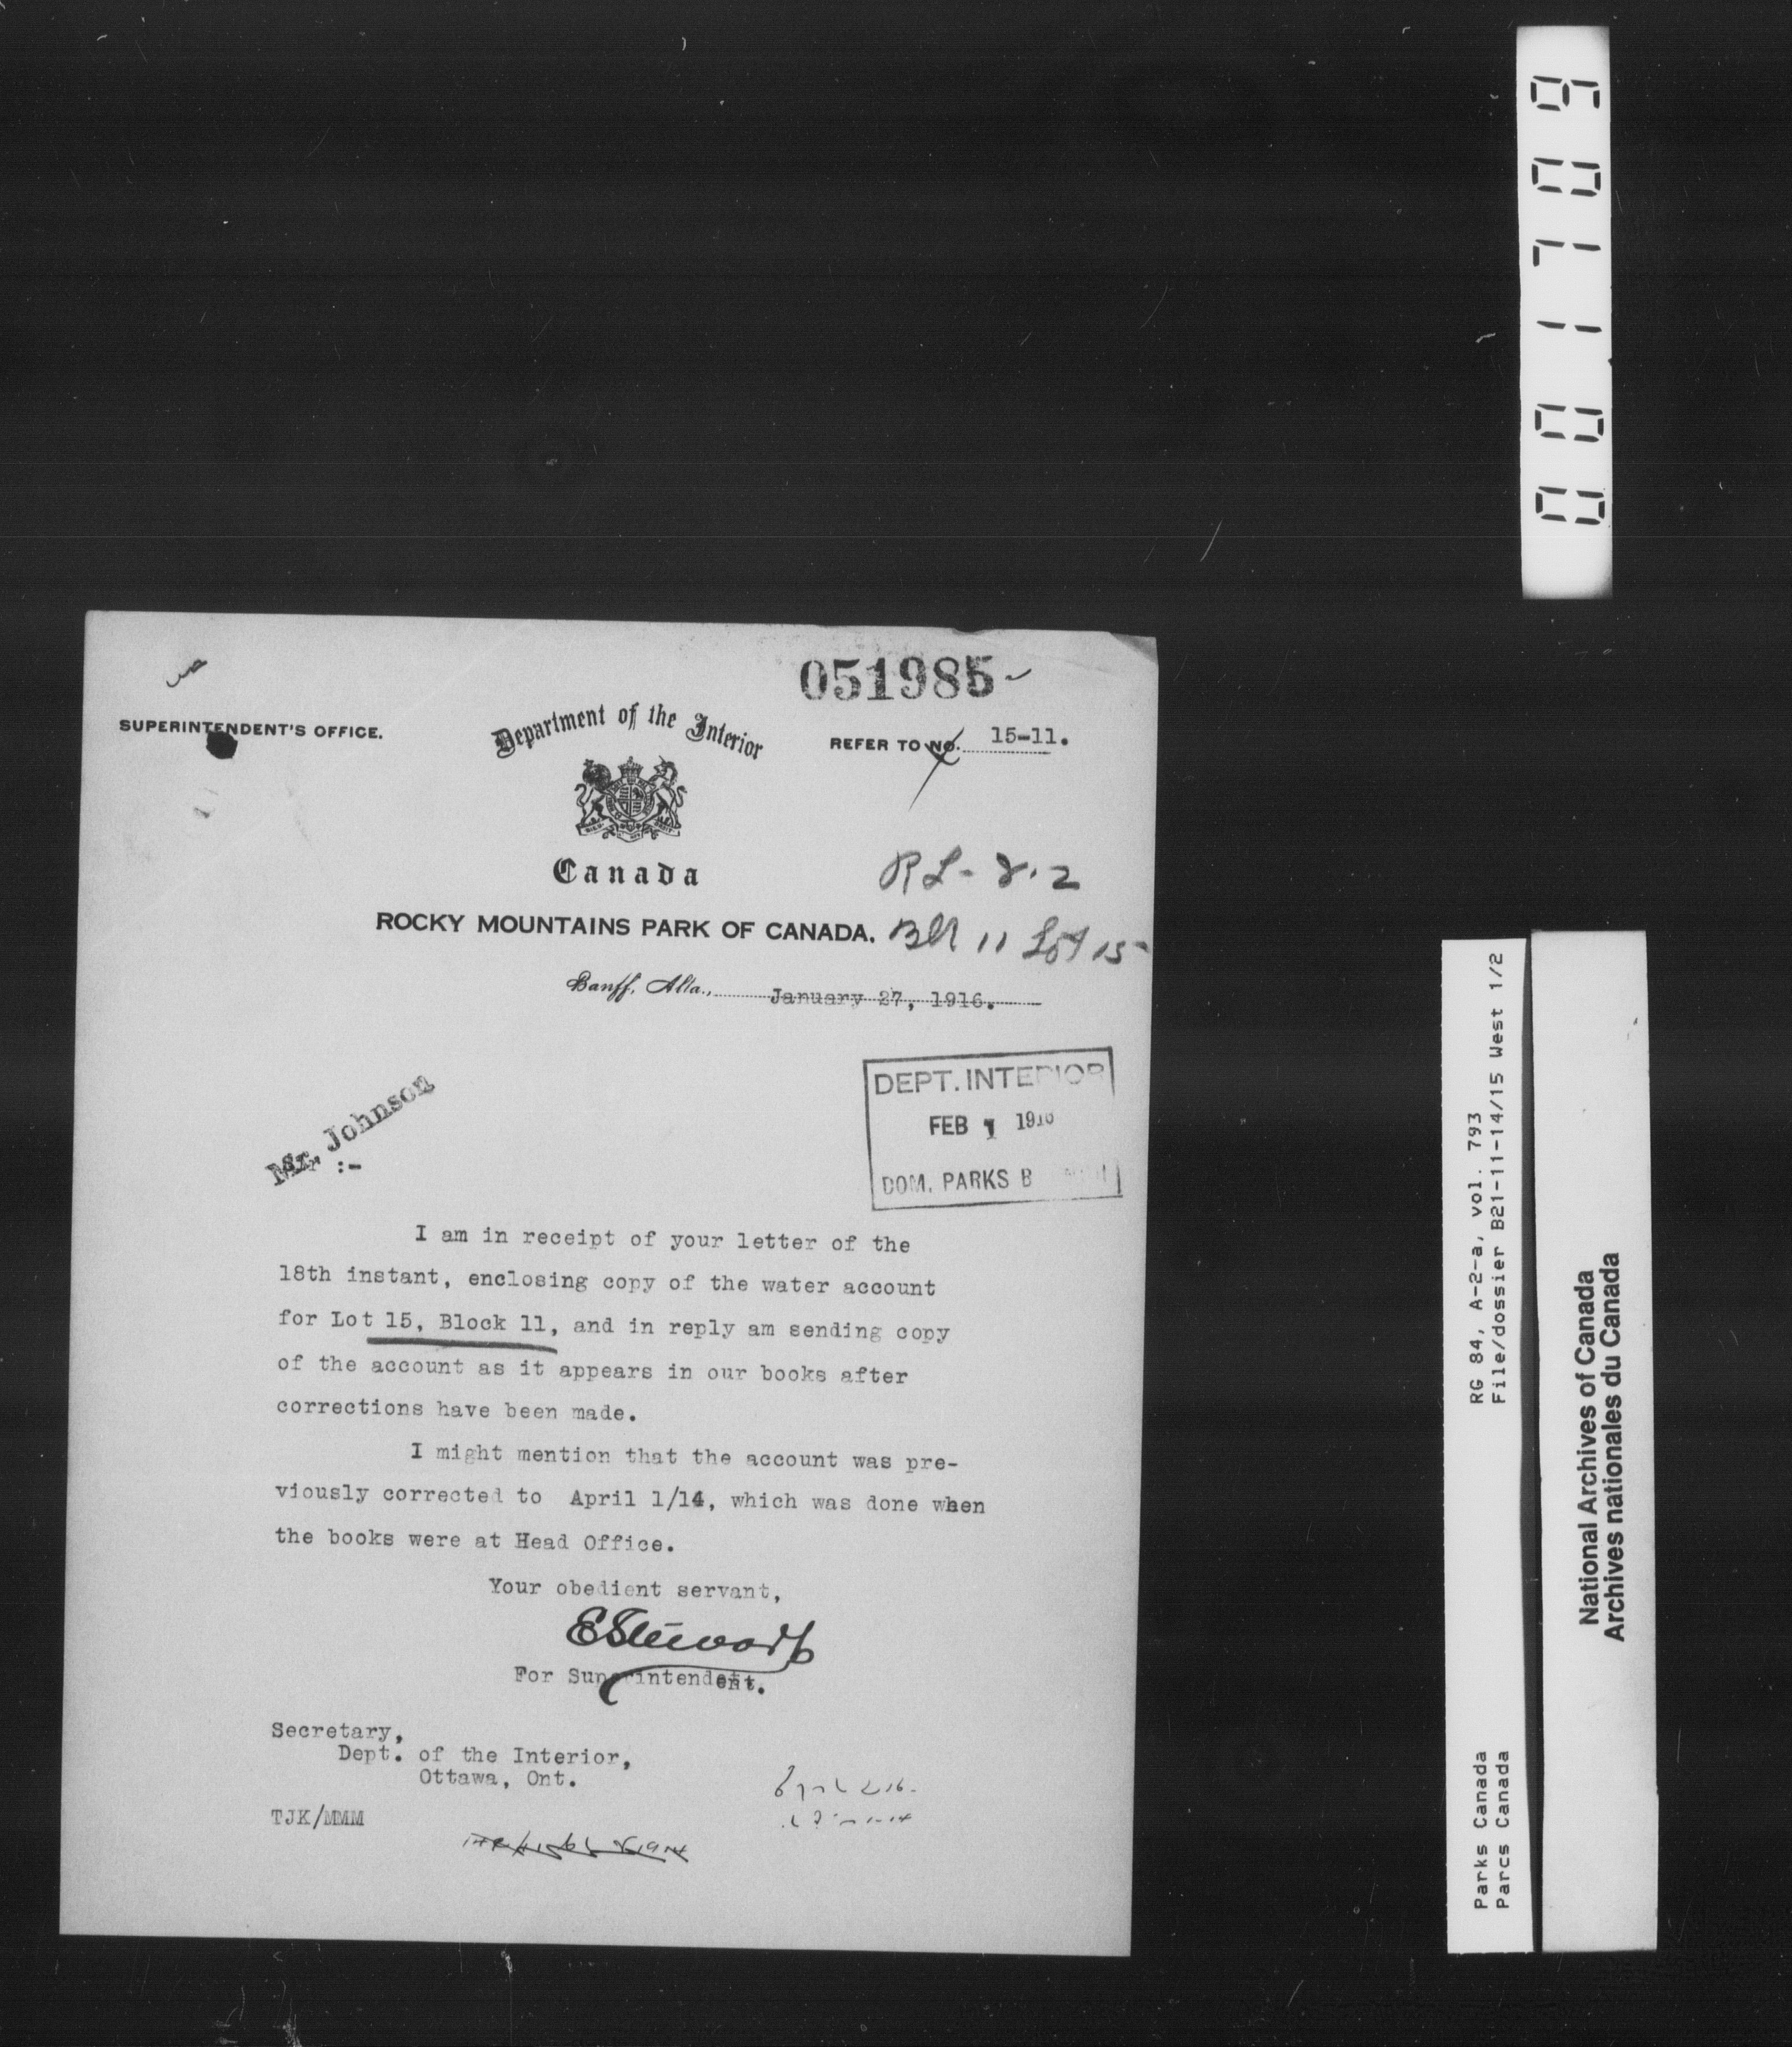 051985
SUPERINTENDENT'S OFFICE.
Department of the Interior
REFER TO No. 15-11.
Canada
RL-8.2
ROCKY MOUNTAINS PARK OF CANADA.
Blk 11 Lot 15
Banff, Alta., January 27, 1916.
Mr. Johnson
Sir, :-
DEPT. INTERIOR
FEB 1 1916
DOM. PARKS B
I am in receipt of your letter of the
18th instant, enclosing copy of the water account
for Lot 15, Block 11, and in reply am sending copy
of the account as it appears in our books after
corrections have been made.
I might mention that the account was pre-
viously corrected to April 1/14, which was done when
the books were at Head Office.
Your obedient servant,
E Stewart
For Superintendent.
Secretary,
Dept. of the Interior,
Ottawa, Ont.
TJK/MMM
001709
RG 84, A-2-a, vol. 793
File/dossier B21-11-14/15 West 1/2
Parks Canada
Parcs Canada
National Archives of Canada
Archives nationales du Canada